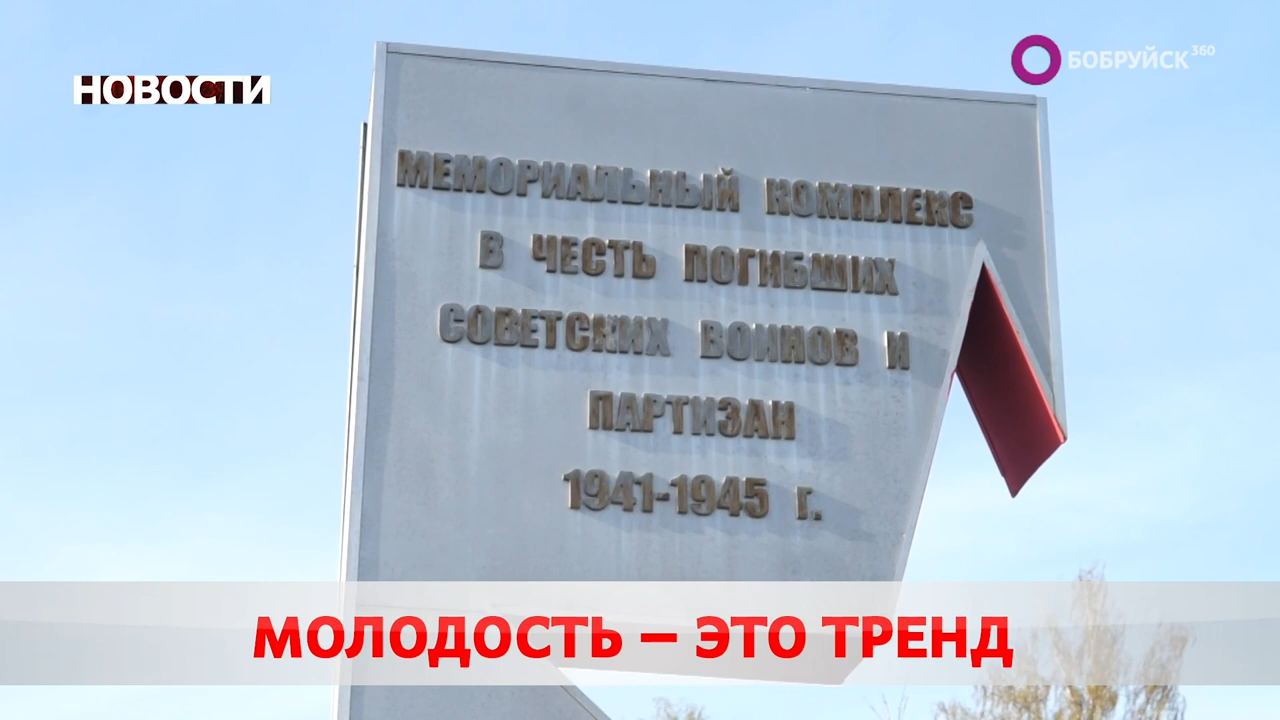 НОВОСТИ
БОБРУЙСК 360
МЕМОРИАЛЬНЫЙ КОМПЛЕКС
В ЧЕСТЬ ПОГИБШИХ
СОВЕТСКИХ ВОИНОВ И
ПАРТИЗАН
1941-1945 г.
МОЛОДОСТЬ – ЭТО ТРЕНД